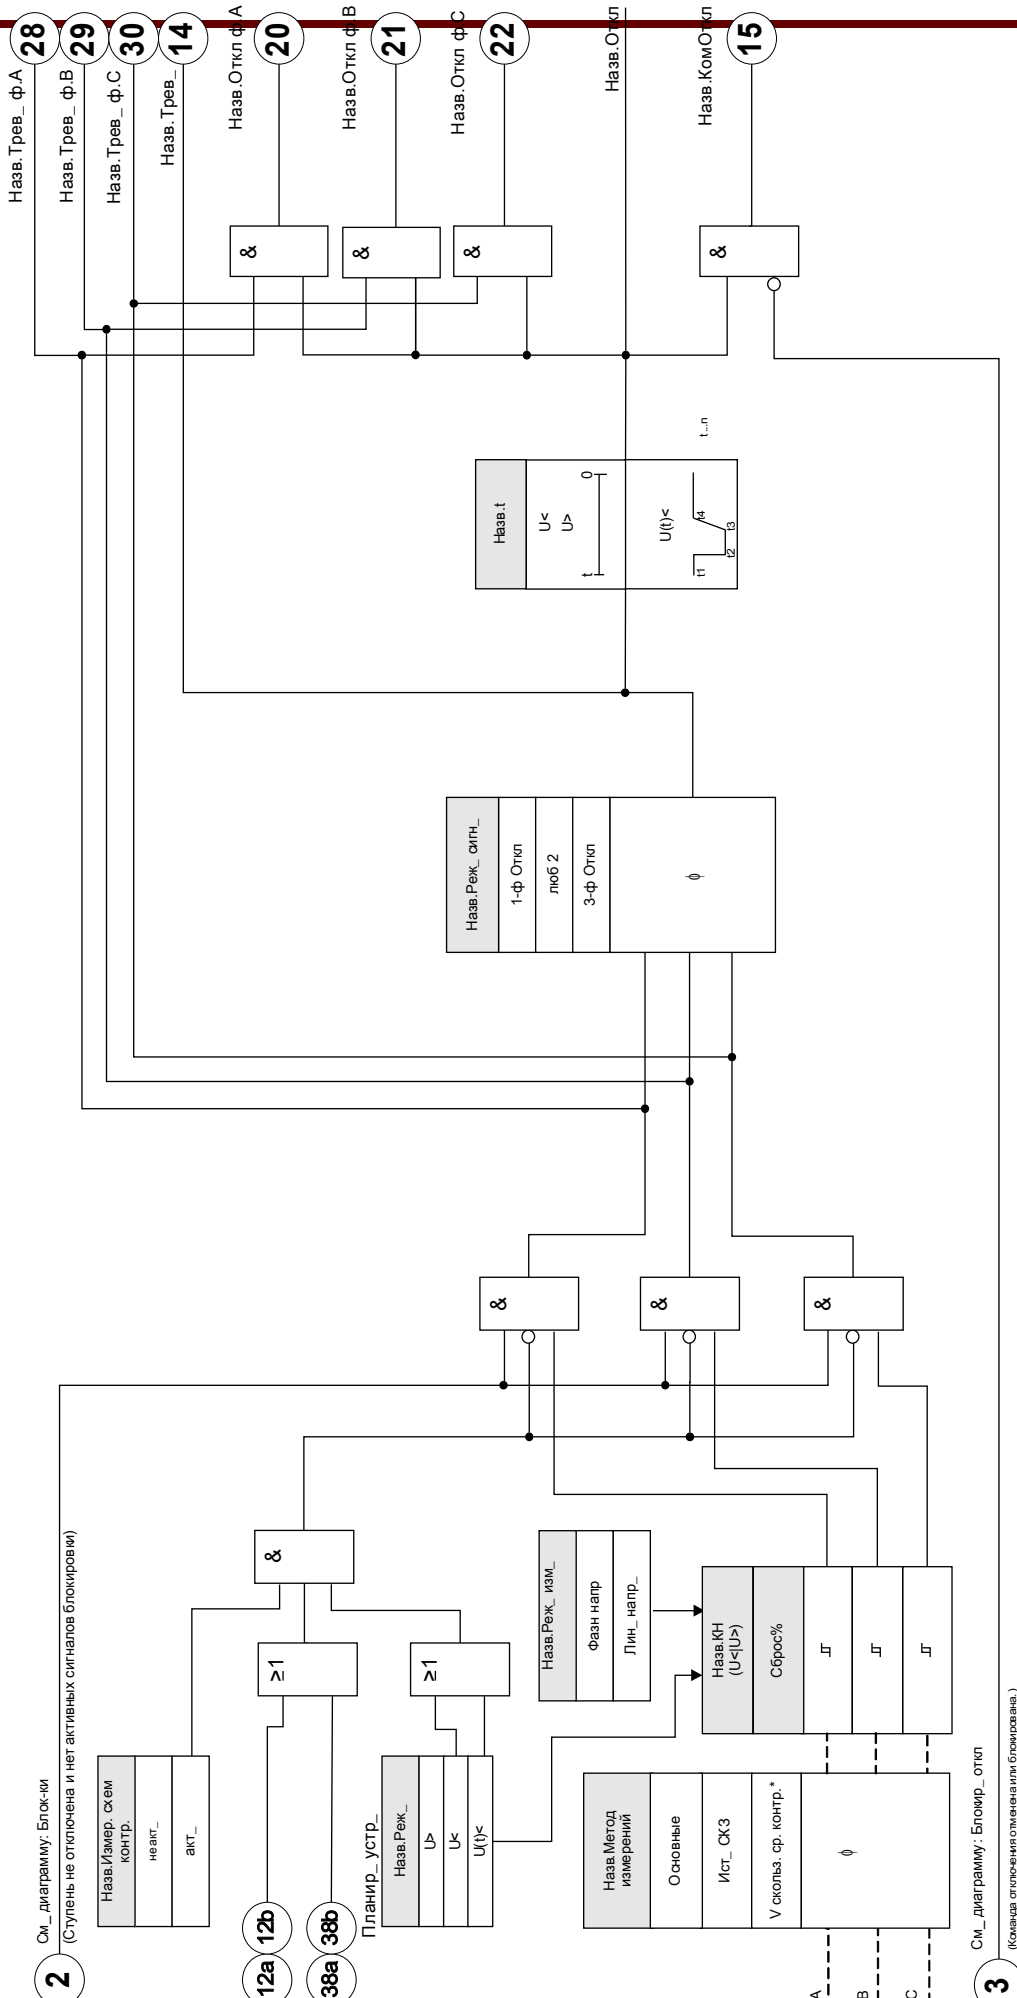 28
29
30
14
20
21
22
15
Назв.Трев_ ф.A
Назв.Трев_ ф.B
Назв.Трев_ ф.C
Назв.Трев_
Назв.Откл ф.A
Назв.Откл ф.B
Назв.Откл ф.C
Назв.Откл
Назв.КомОткл
&
&
&
&
Назв.t
U<
U>
t
0
U(t)<
t1
t2
t3
t4
t...n
Назв.Реж_ сигн_
1-ф Откл
люб 2
3-ф Откл
ϕ
&
&
&
&
≥1
≥1
2
См_ диаграмму: Блок-ки
(Ступень не отключена и нет активных сигналов блокировки)
Назв.Измер. схем
контр.
неакт_
акт_
12a
12b
38a
38b
Планир_ устр_
Назв.Реж_
U>
U<
U(t)<
Назв.Реж_ изм_
Фазн напр
Лин_ напр_
Назв.КН
(U<|U>)
Сброс%
Назв.Метод
измерений
Основные
Ист_ СКЗ
V скольз. ср. контр.*
ϕ
A
B
C
3
См_ диаграмму: Блокир_ откл
(Команда отключения отменена или блокирована.)